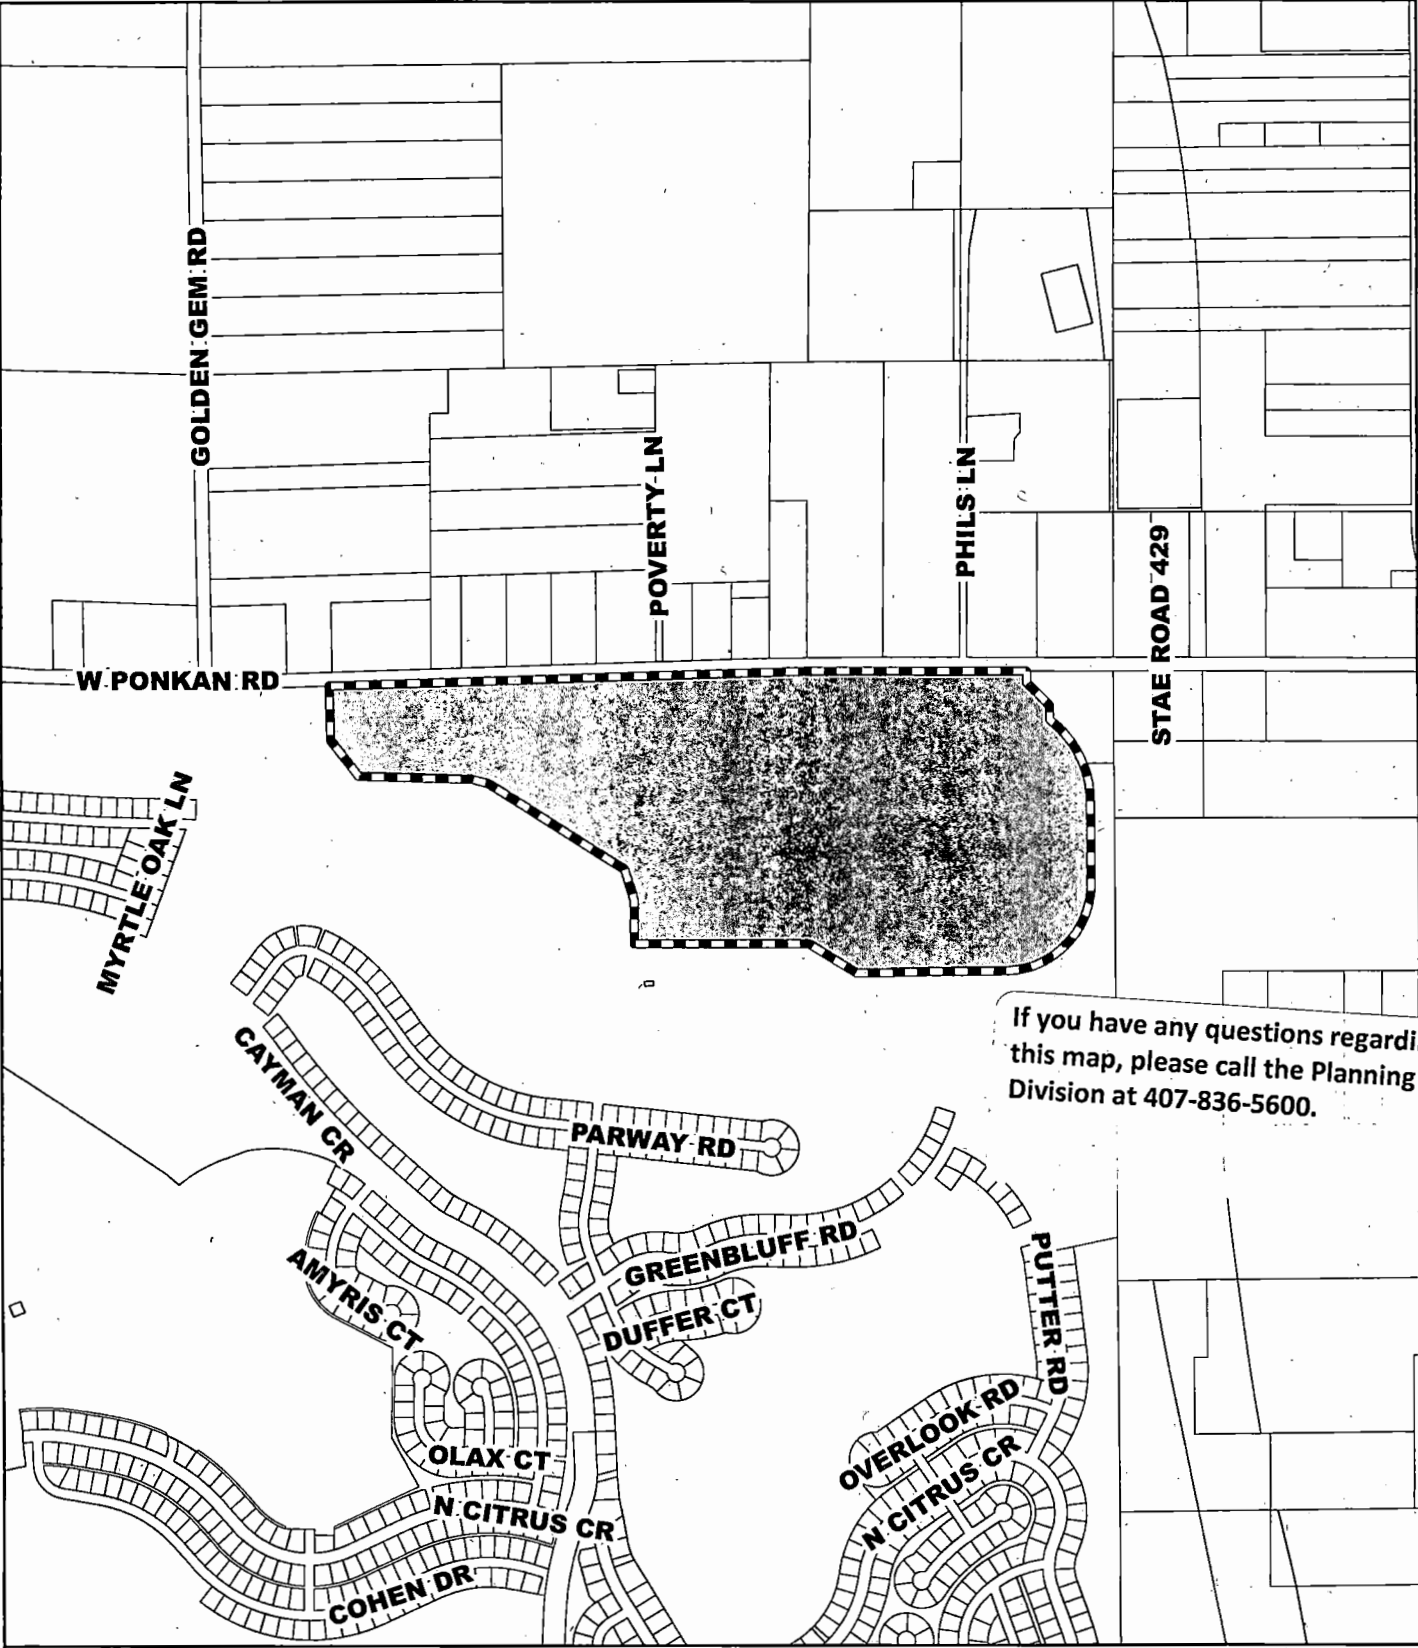 GOLDEN GEM RD
POVERTY LN
PHILS LN
STAE ROAD 429
W PONKAN RD
MYRTLE OAK LN
If you have any questions regardi
this map, please call the Planning
Division at 407-836-5600.
CAYMAN CR
PARWAY RD
GREENBLUFF RD
AMYRIS CT
DUFFER CT
PUTTER RD
OVERLOOK RD
OLAX CT
N CITRUS CR
N CITRUS CR
COHEN DR